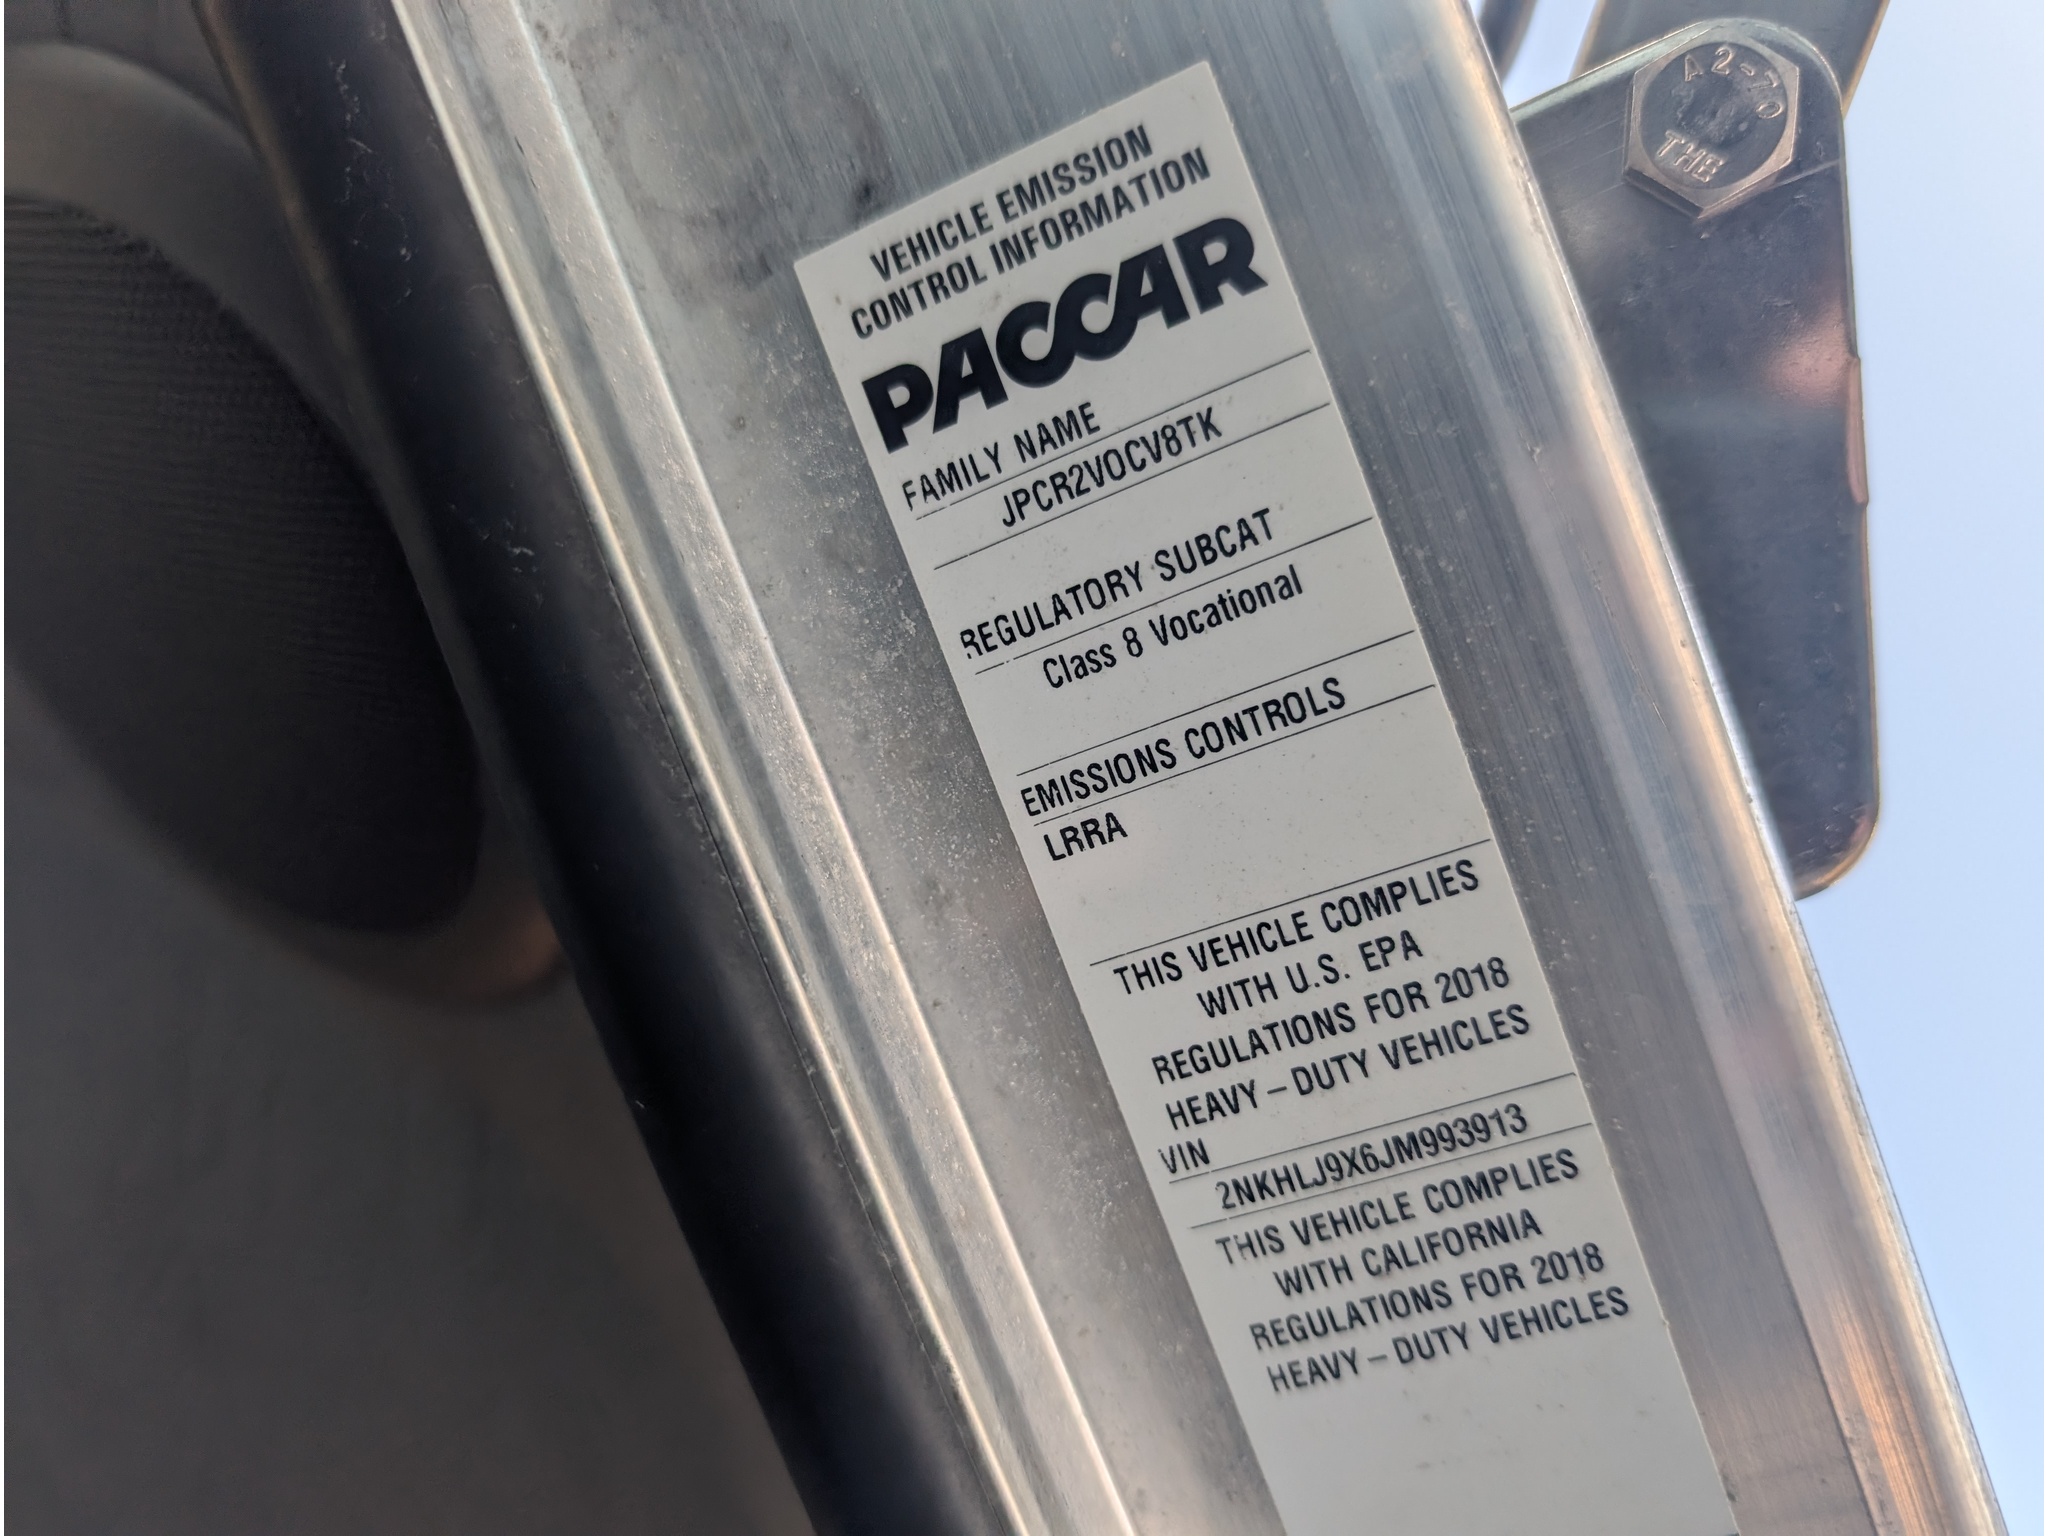 VEHICLE EMISSION
CONTROL INFORMATION
PACCAR
FAMILY NAME
JPCR2VOCV8TK
REGULATORY SUBCAT
Class 8 Vocational
EMISSIONS CONTROLS
LRRA
THIS VEHICLE COMPLIES
WITH U.S. EPA
REGULATIONS FOR 2018
HEAVY – DUTY VEHICLES
VIN
2NKHLJ9X6JM993913
THIS VEHICLE COMPLIES
WITH CALIFORNIA
REGULATIONS FOR 2018
HEAVY – DUTY VEHICLES
A2-70
THE